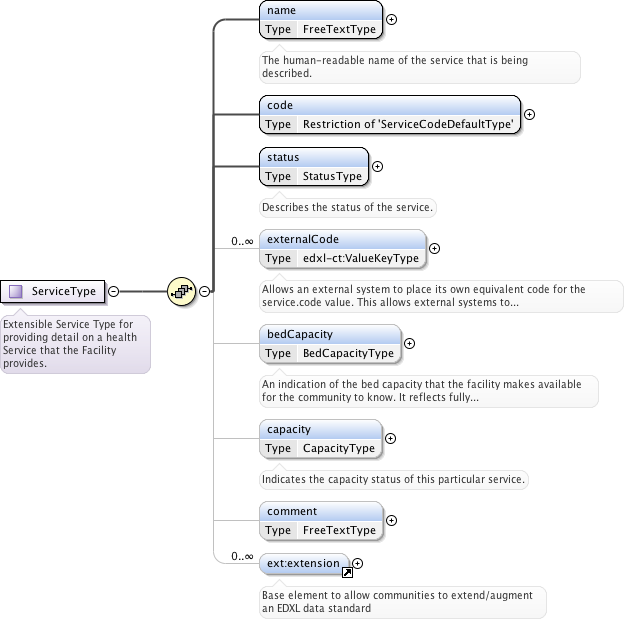 name
Type FreeTextType
The human-readable name of the service that is being
described.
code
Type Restriction of 'ServiceCodeDefaultType'
status
Type StatusType
Describes the status of the service.
0..∞
externalCode
Type edxl-ct:ValueKeyType
Allows an external system to place its own equivalent code for the
service.code value. This allows external systems to...
ServiceType
Extensible Service Type for
providing detail on a health
Service that the Facility
provides.
bedCapacity
Type BedCapacityType
An indication of the bed capacity that the facility makes available
for the community to know. It reflects fully...
capacity
Type CapacityType
Indicates the capacity status of this particular service.
comment
Type FreeTextType
0..∞
ext:extension
Base element to allow communities to extend/augment
an EDXL data standard